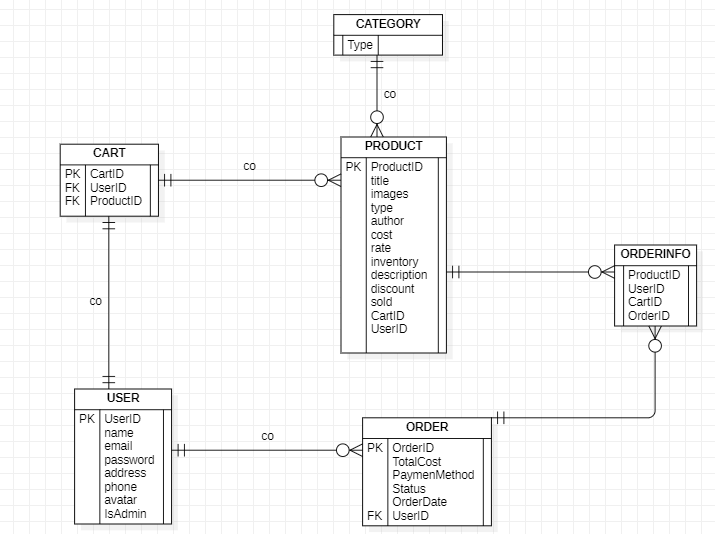 CATEGORY
Type
co
CART
PK CartID
FK UserID
FK ProductID
co
PRODUCT
PK ProductID
title
images
type
author
cost
rate
inventory
description
discount
sold
CartID
UserID
ORDERINFO
ProductID
UserID
CartID
OrderID
co
USER
PK UserID
name
email
password
address
phone
avatar
IsAdmin
co
ORDER
PK OrderID
TotalCost
PaymenMethod
Status
OrderDate
FK UserID